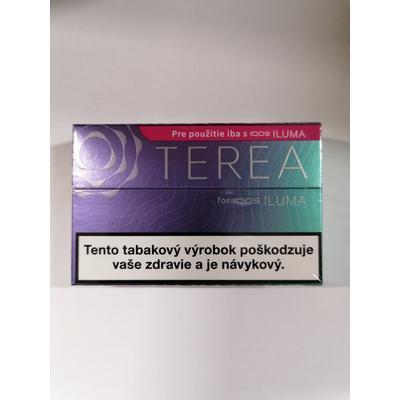 Pre použitie iba s IQOS ILUMA
TEREA
for IQOS ILUMA
Tento tabakový výrobok poškodzuje
vaše zdravie a je návykový.